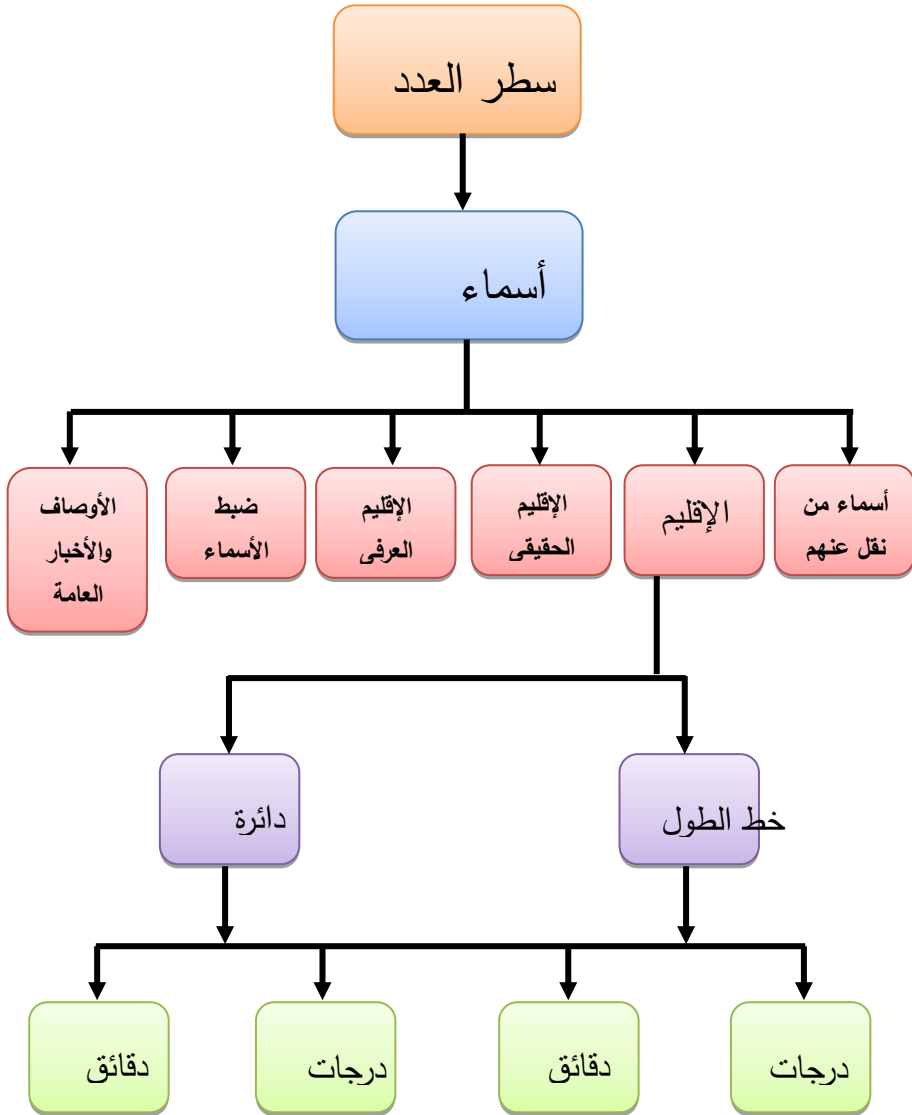 سطر العدد
أسماء
أسماء من
نقل عنهم
الإقليم
الإقليم
الحقيقى
الإقليم
العرفى
ضبط
الأسماء
الأوصاف
والأخبار
العامة
خط الطول
دائرة
درجات
دقائق
درجات
دقائق